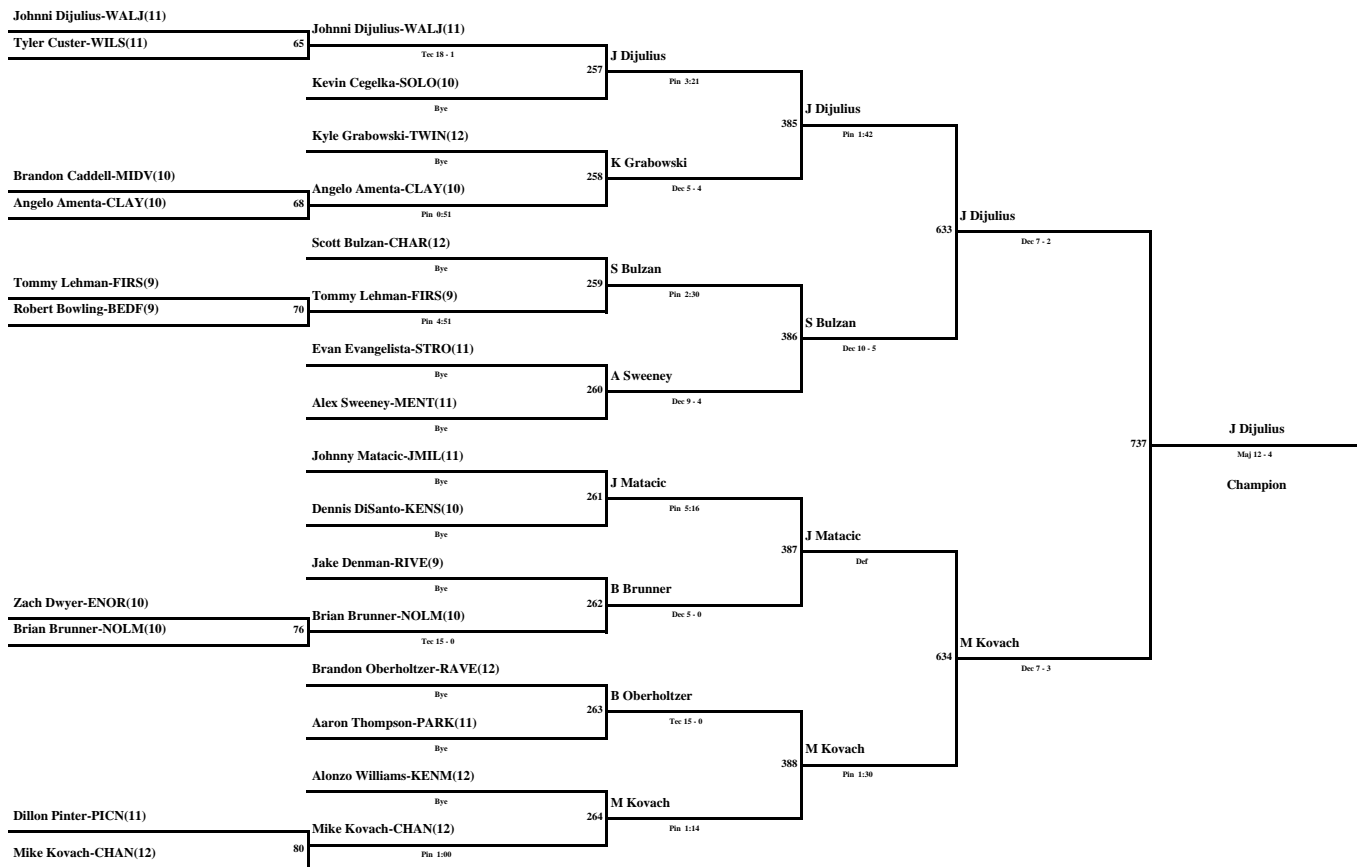 Johnni Dijulius-WALJ(11)
Tyler Custer-WILS(11)
65
Johnni Dijulius-WALJ(11)
Tec 18 - 1
Kevin Cegelka-SOLO(10)
Bye
257
J Dijulius
Pin 3:21
Kyle Grabowski-TWIN(12)
Bye
Brandon Caddell-MIDV(10)
Angelo Amenta-CLAY(10)
68
Angelo Amenta-CLAY(10)
Pin 0:51
258
K Grabowski
Dec 5 - 4
385
J Dijulius
Pin 1:42
Scott Bulzan-CHAR(12)
Bye
Tommy Lehman-FIRS(9)
Robert Bowling-BEDF(9)
70
Tommy Lehman-FIRS(9)
Pin 4:51
259
S Bulzan
Pin 2:30
Evan Evangelista-STRO(11)
Bye
Alex Sweeney-MENT(11)
Bye
260
A Sweeney
Dec 9 - 4
386
S Bulzan
Dec 10 - 5
633
J Dijulius
Dec 7 - 2
Johnny Matacic-JMIL(11)
Bye
Dennis DiSanto-KENS(10)
Bye
261
J Matacic
Pin 5:16
Jake Denman-RIVE(9)
Bye
Zach Dwyer-ENOR(10)
Brian Brunner-NOLM(10)
76
Brian Brunner-NOLM(10)
Tec 15 - 0
262
B Brunner
Dec 5 - 0
387
J Matacic
Def
Brandon Oberholtzer-RAVE(12)
Bye
Aaron Thompson-PARK(11)
Bye
263
B Oberholtzer
Tec 15 - 0
Alonzo Williams-KENM(12)
Bye
Dillon Pinter-PICN(11)
Mike Kovach-CHAN(12)
80
Mike Kovach-CHAN(12)
Pin 1:00
264
M Kovach
Pin 1:14
388
M Kovach
Pin 1:30
634
M Kovach
Dec 7 - 3
737
J Dijulius
Maj 12 - 4
Champion